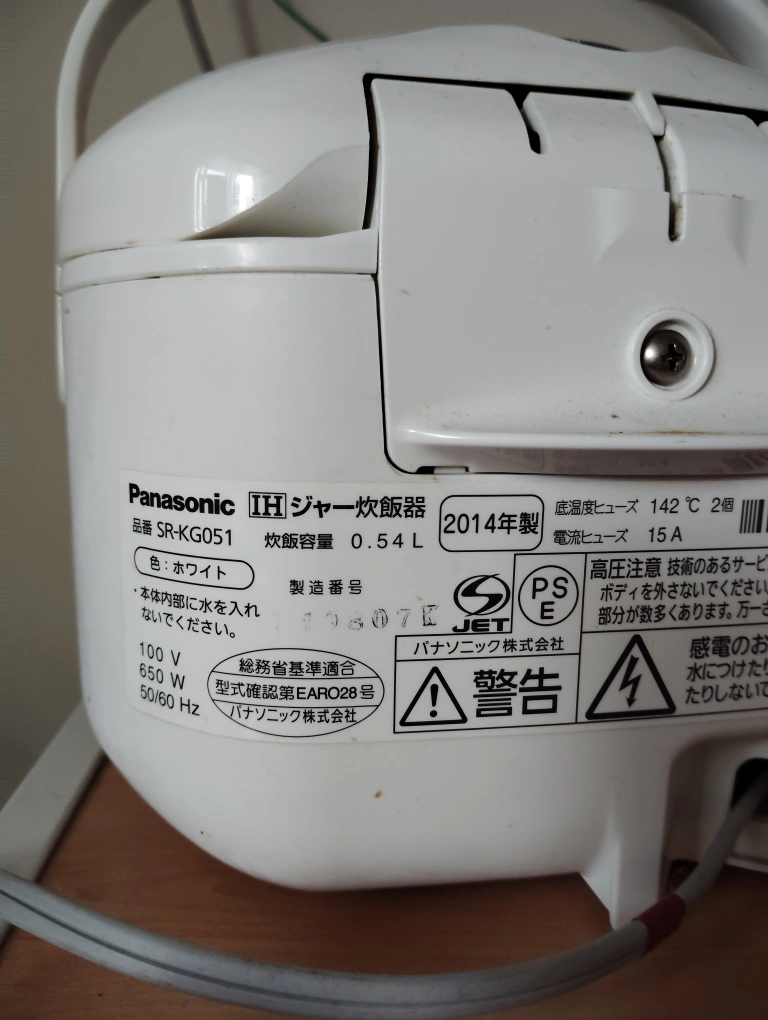 Panasonic IH ジャー炊飯器
品番 SR-KG051
炊飯容量 0.54L
2014年製
底温度ヒューズ 142℃ 2個
電流ヒューズ 15A
色：ホワイト
・本体内部に水を入れ
ないでください。
製造番号
JET
PS
E
100 V
650 W
50/60 Hz
総務省基準適合
型式確認第EARO28号
パナソニック株式会社
パナソニック株式会社
警告
高圧注意 技術のあるサービ
ボディを外さないでください
部分が数多くあります。万一さ
感電のお
水につけたり
たりしないで